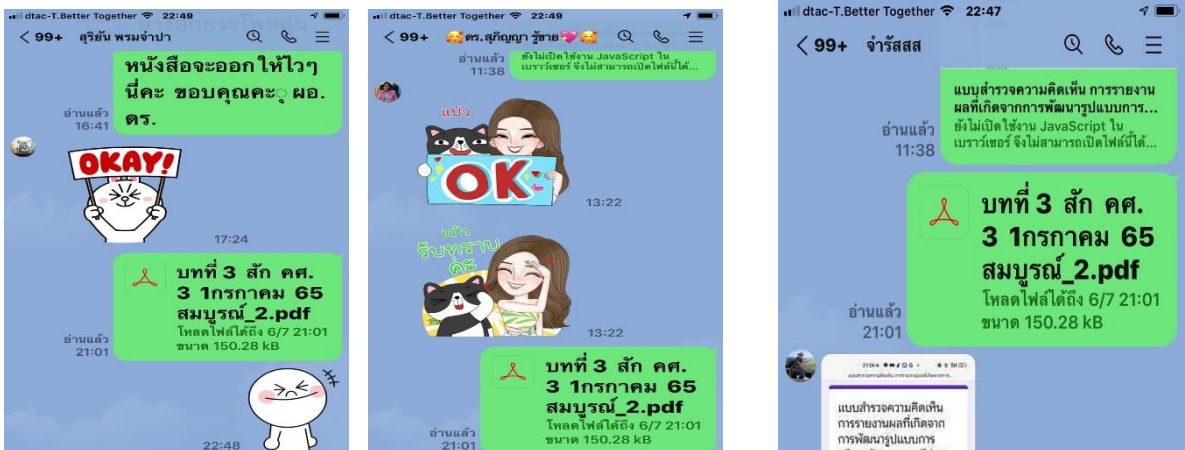 dtac-T.Better Together 22:49
< 99+ สุริยัน พรมจำปา
หนังสือจะออกให้ไวๆ
นี่คะ ขอบคุณคะ ผอ.
ดร.
อ่านแล้ว
16:41
OKAY!
17:24
บทที่ 3 สัก คศ.
3 1กรกาคม 65
สมบูรณ์_2.pdf
โหลดไฟล์ได้ถึง 6/7 21:01
ขนาด 150.28 kB
อ่านแล้ว
21:01
22:48
dtac-T.Better Together 22:49
< 99+ 🥰ดร.สุกัญญา รู้ขาย💖🥰
ยังไม่เปิดใช้งาน JavaScript ใน
เบราว์เซอร์ จึงไม่สามารถเปิดไฟล์นี้ได้...
อ่านแล้ว
11:38
แป้ว
OK
13:22
แป้ว
รับทราบ
ค่ะ
13:22
บทที่ 3 สัก คศ.
3 1กรกาคม 65
สมบูรณ์_2.pdf
โหลดไฟล์ได้ถึง 6/7 21:01
ขนาด 150.28 kB
อ่านแล้ว
21:01
dtac-T.Better Together 22:47
< 99+ จำรัสสส
แบบสำรวจความคิดเห็น การรายงาน
ผลที่เกิดจากการพัฒนารูปแบบการ...
ยังไม่เปิดใช้งาน JavaScript ใน
เบราว์เซอร์ จึงไม่สามารถเปิดไฟล์นี้ได้...
อ่านแล้ว
11:38
บทที่ 3 สัก คศ.
3 1กรกาคม 65
สมบูรณ์_2.pdf
โหลดไฟล์ได้ถึง 6/7 21:01
ขนาด 150.28 kB
อ่านแล้ว
21:01
แบบสำรวจความคิดเห็น
การรายงานผลที่เกิดจาก
การพัฒนารูปแบบการ